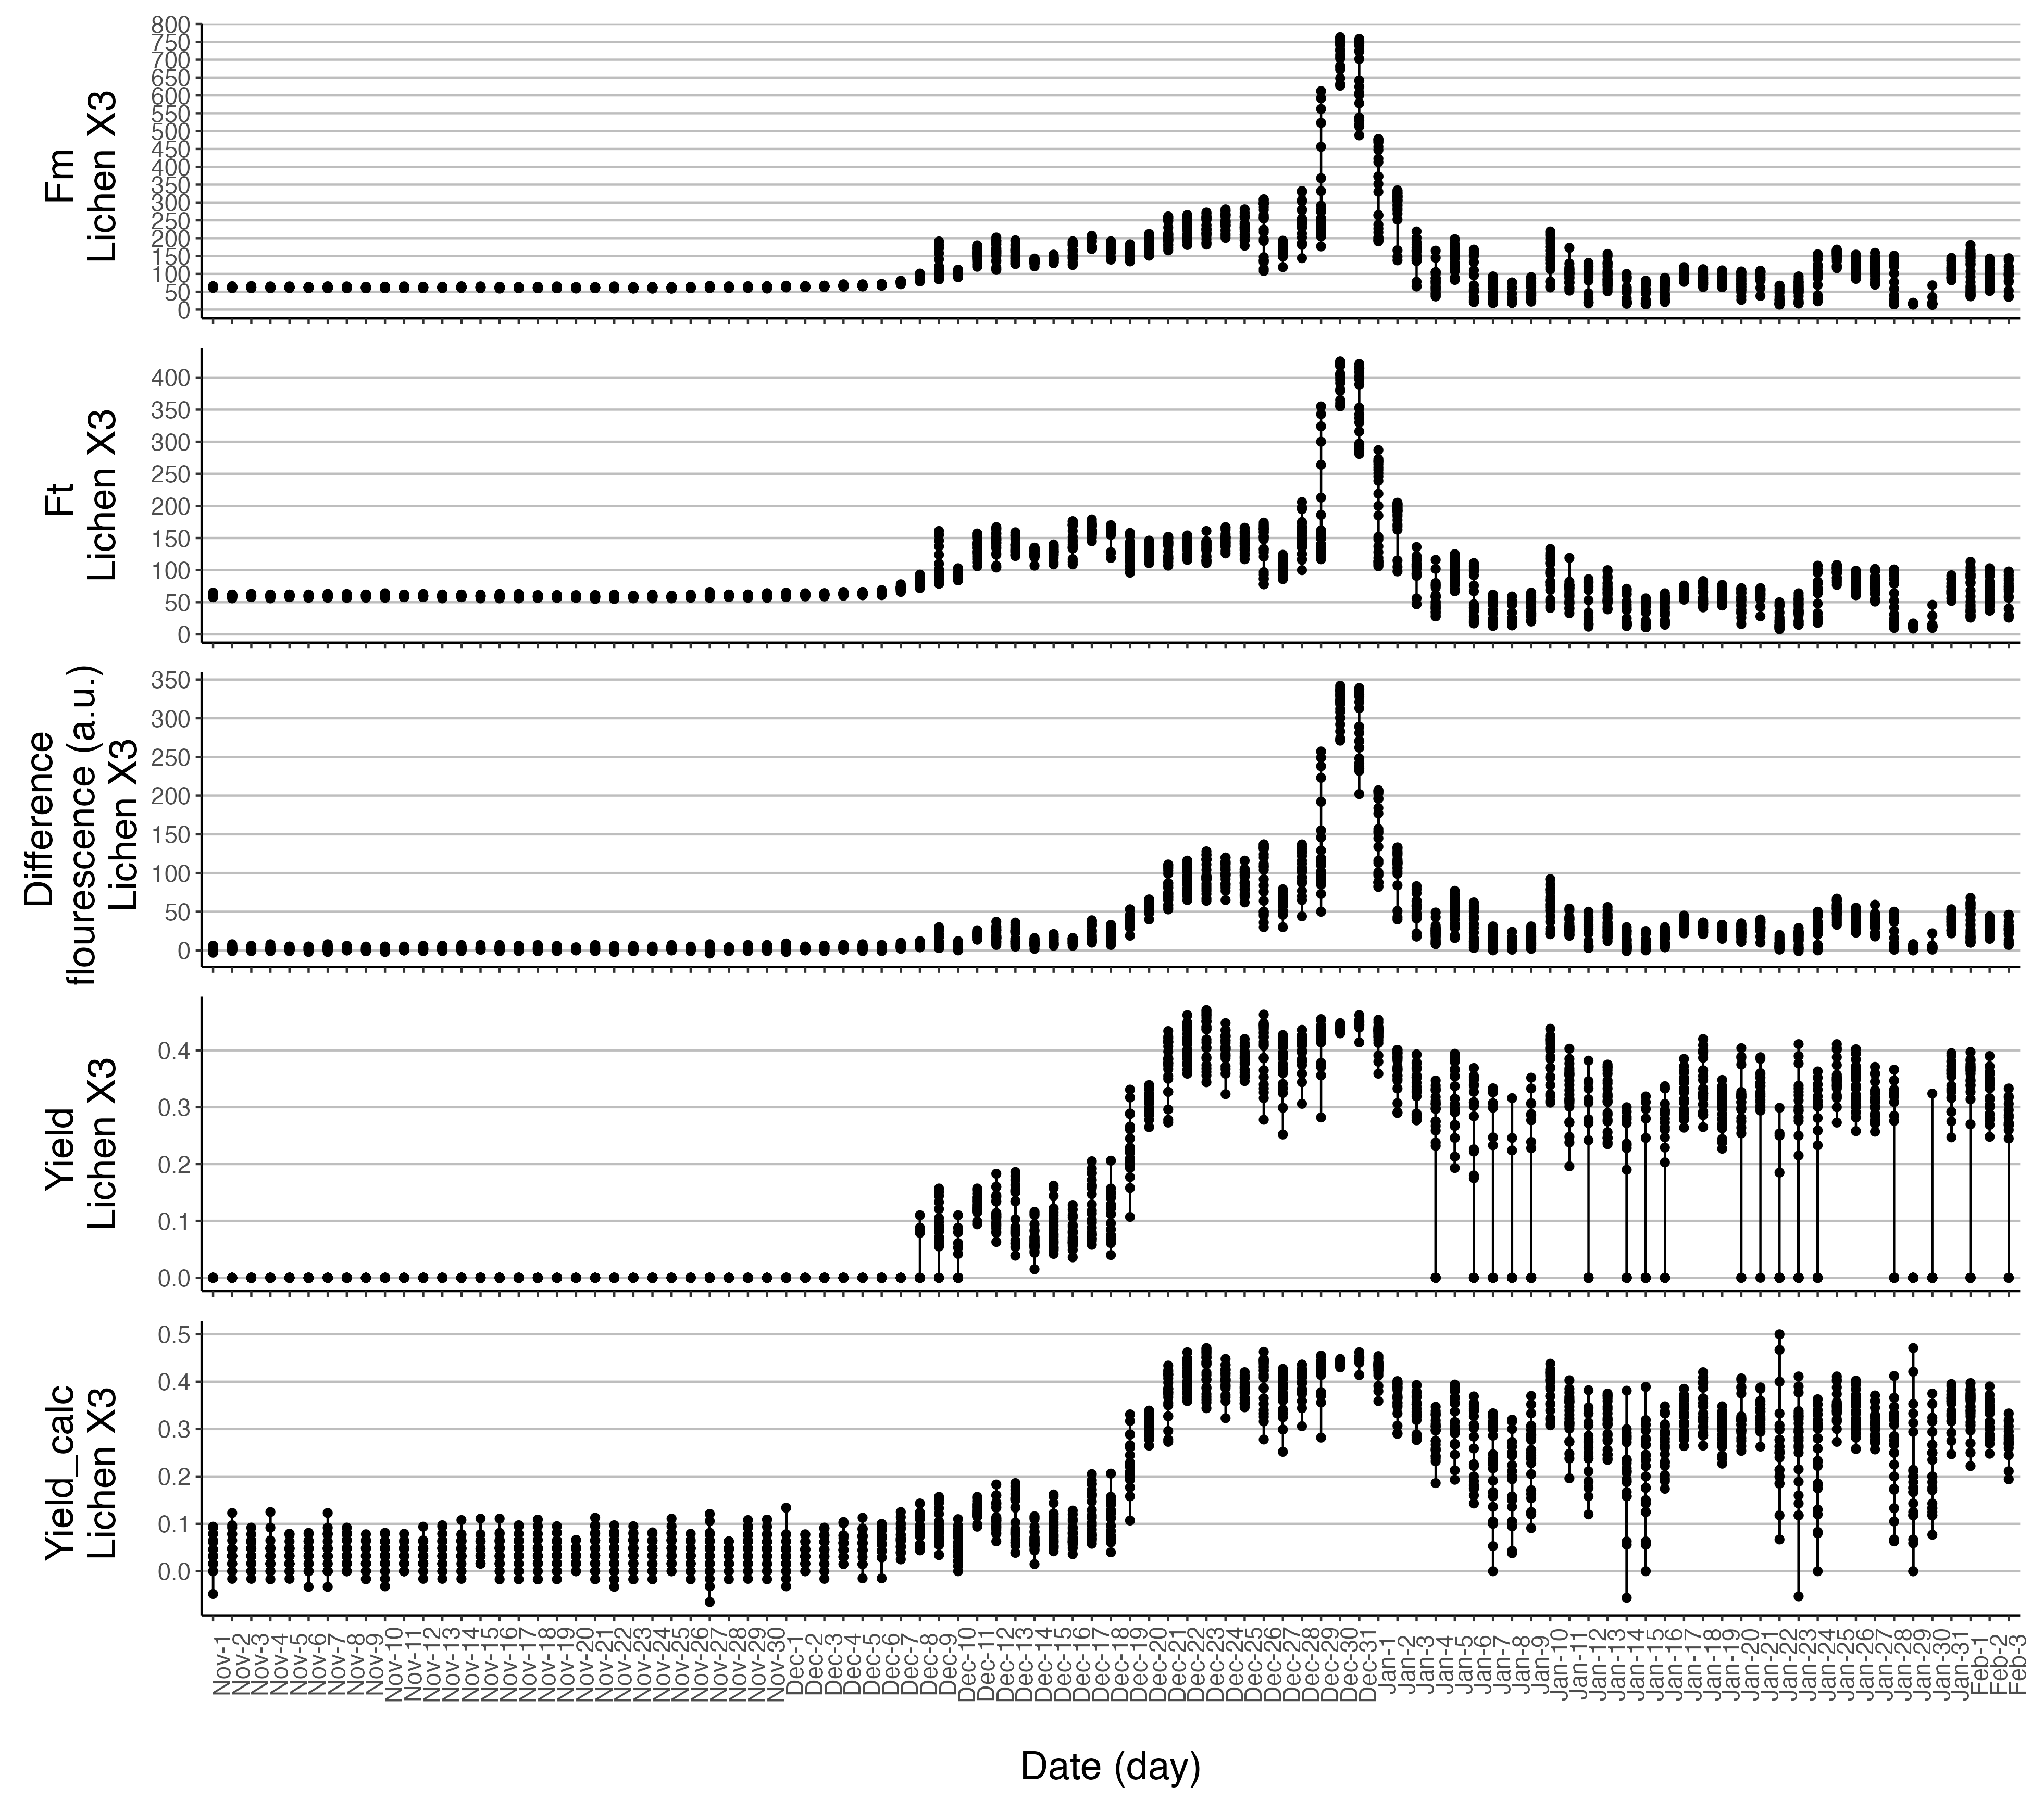 Fm
Lichen X3
800
750
700
650
600
550
500
450
400
350
300
250
200
150
100
50
0
Ft
Lichen X3
400
350
300
250
200
150
100
50
0
Difference
flourescence (a.u.)
Lichen X3
350
300
250
200
150
100
50
0
Yield
Lichen X3
0.4
0.3
0.2
0.1
0.0
Yield_calc
Lichen X3
0.5
0.4
0.3
0.2
0.1
0.0
Nov-1
Nov-2
Nov-3
Nov-4
Nov-5
Nov-6
Nov-7
Nov-8
Nov-9
Nov-10
Nov-11
Nov-12
Nov-13
Nov-14
Nov-15
Nov-16
Nov-17
Nov-18
Nov-19
Nov-20
Nov-21
Nov-22
Nov-23
Nov-24
Nov-25
Nov-26
Nov-27
Nov-28
Nov-29
Nov-30
Dec-1
Dec-2
Dec-3
Dec-4
Dec-5
Dec-6
Dec-7
Dec-8
Dec-9
Dec-10
Dec-11
Dec-12
Dec-13
Dec-14
Dec-15
Dec-16
Dec-17
Dec-18
Dec-19
Dec-20
Dec-21
Dec-22
Dec-23
Dec-24
Dec-25
Dec-26
Dec-27
Dec-28
Dec-29
Dec-30
Dec-31
Jan-1
Jan-2
Jan-3
Jan-4
Jan-5
Jan-6
Jan-7
Jan-8
Jan-9
Jan-10
Jan-11
Jan-12
Jan-13
Jan-14
Jan-15
Jan-16
Jan-17
Jan-18
Jan-19
Jan-20
Jan-21
Jan-22
Jan-23
Jan-24
Jan-25
Jan-26
Jan-27
Jan-28
Jan-29
Jan-30
Jan-31
Feb-1
Feb-2
Feb-3
Date (day)